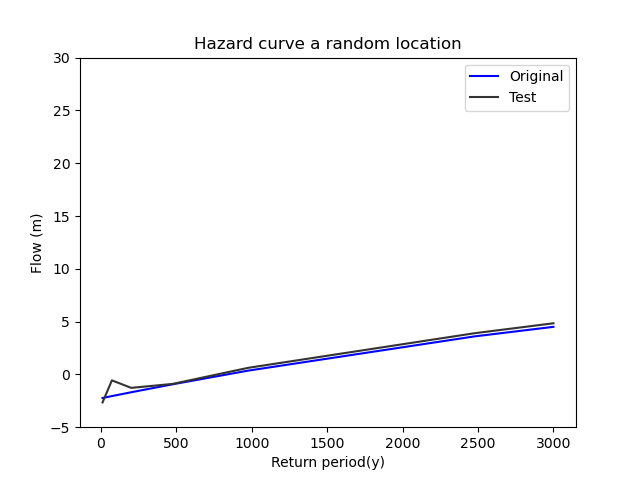 Hazard curve a random location
Original
Test
30
25
20
15
10
5
0
−5
Flow (m)
0 500 1000 1500 2000 2500 3000
Return period(y)